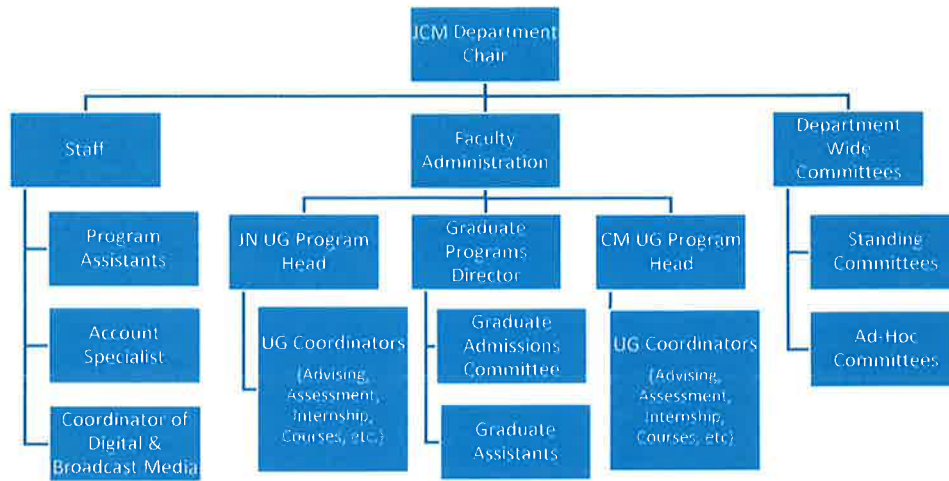 JCM Department
Chair
Staff
Faculty
Administration
Department
Wide
Committees
Program
Assistants
Account
Specialist
Coordinator of
Digital &
Broadcast Media
JN UG Program
Head
UG Coordinators
(Advising,
Assessment,
Internship,
Courses, etc.)
Graduate
Programs
Director
Graduate
Admissions
Committee
Graduate
Assistants
CM UG Program
Head
UG Coordinators
(Advising,
Assessment,
Internship,
Courses, etc)
Standing
Committees
Ad-Hoc
Committees